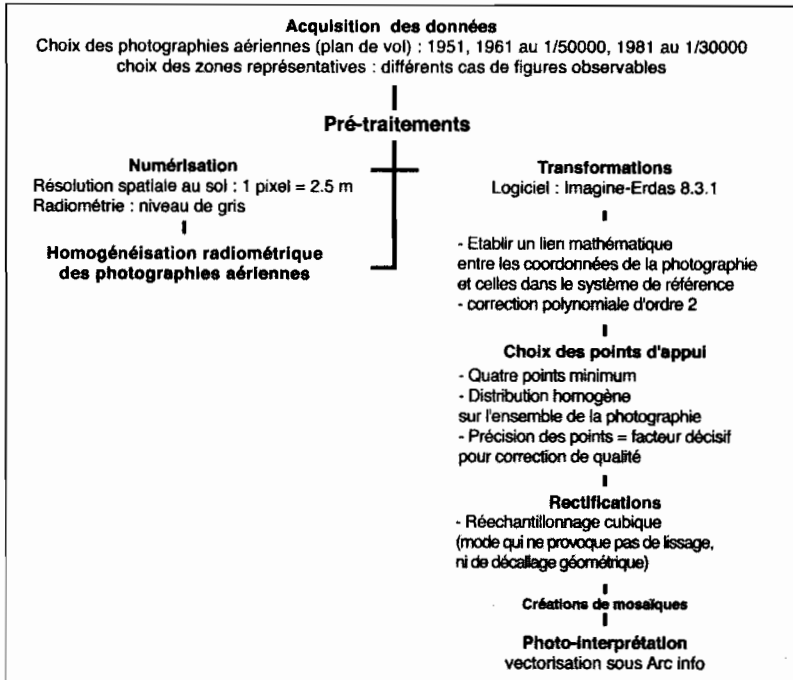 Acquisition des données
Choix des photographies aériennes (plan de vol) : 1951, 1961 au 1/50000, 1981 au 1/30000
choix des zones représentatives : différents cas de figures observables
Pré-traitements
Numérisation
Résolution spatiale au sol : 1 pixel = 2.5 m
Radiométrie : niveau de gris
Homogénéisation radiométrique
des photographies aériennes
Transformations
Logiciel : Imagine-Erdas 8.3.1
- Etablir un lien mathématique
entre les coordonnées de la photographie
et celles dans le système de référence
- correction polynomiale d'ordre 2
Choix des points d'appui
- Quatre points minimum
- Distribution homogène
sur l'ensemble de la photographie
- Précision des points = facteur décisif
pour correction de qualité
Rectifications
- Réechantillonnage cubique
(mode qui ne provoque pas de lissage,
ni de décallage géométrique)
Créations de mosaïques
Photo-interprétation
vectorisation sous Arc info